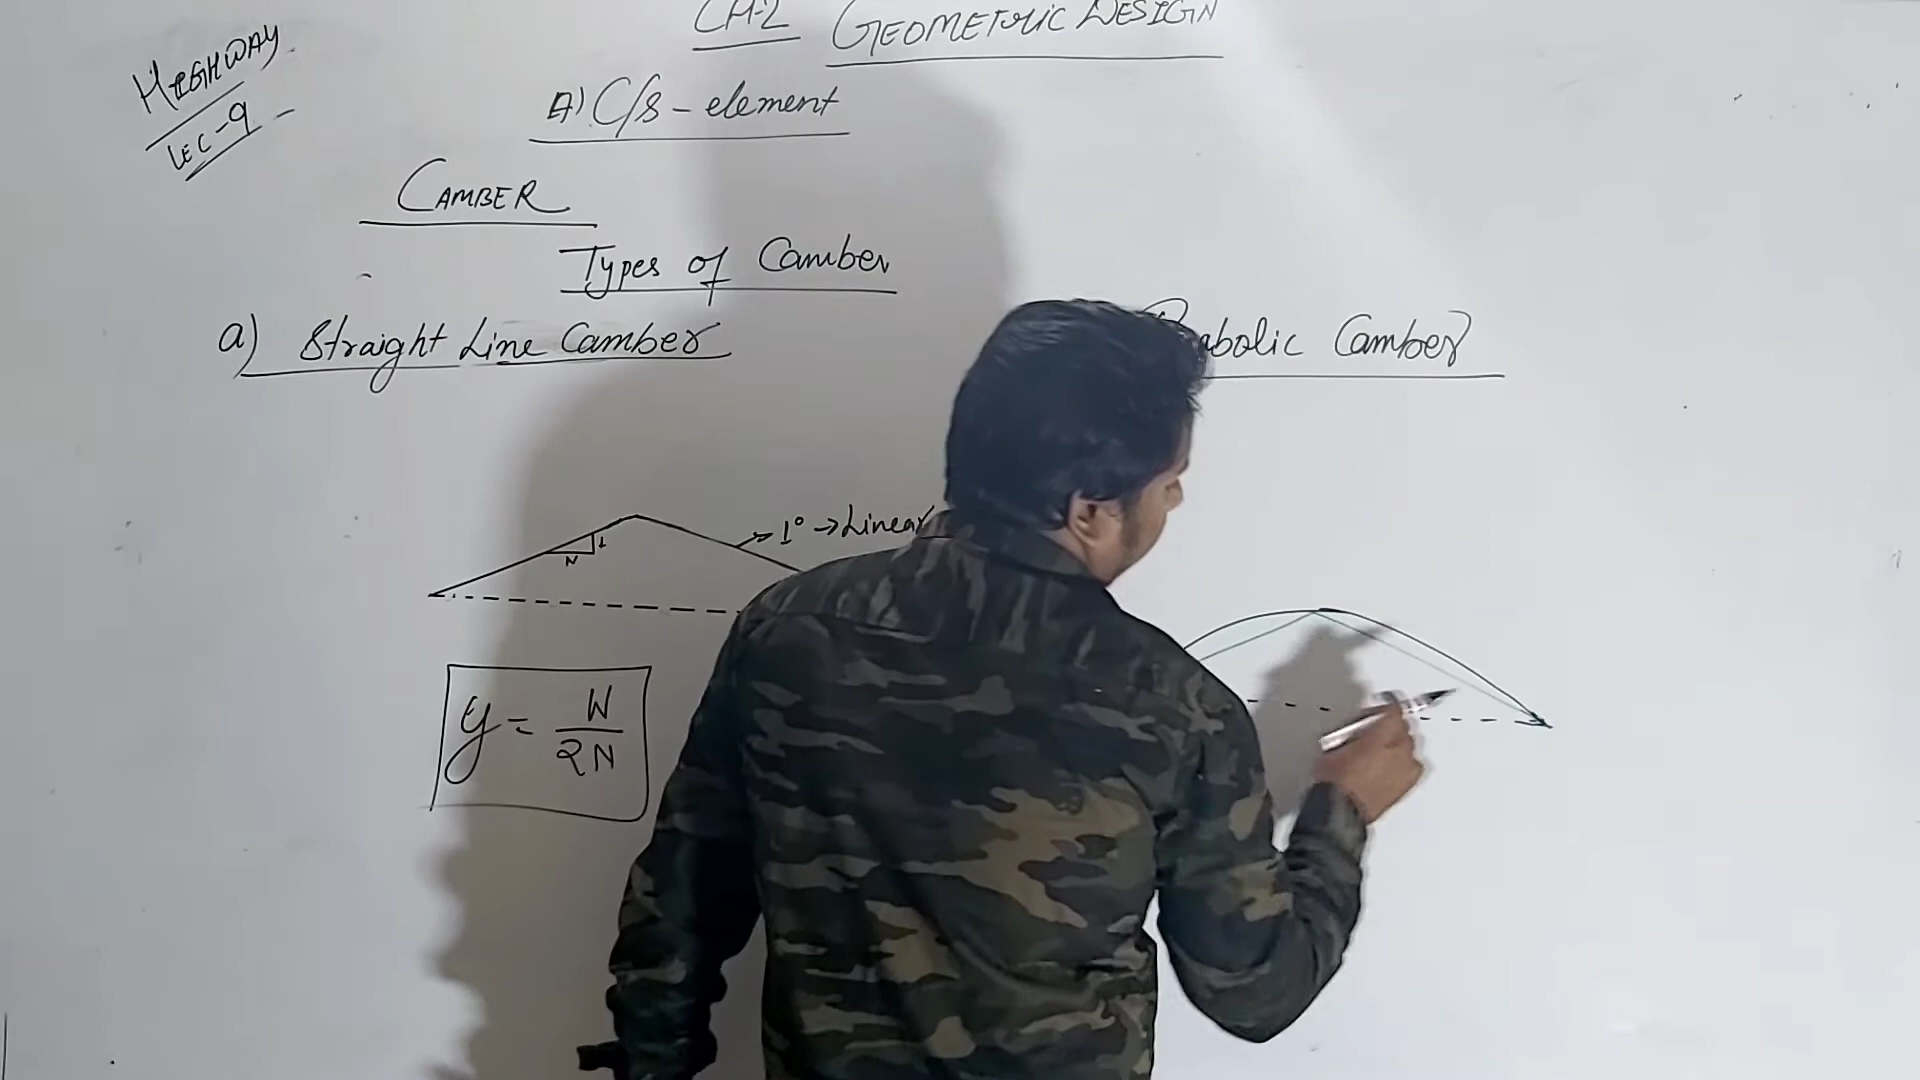 CH-2 GEOMETRIC DESIGN
HIGHWAY
LEC-9
A) C/S - element
CAMBER
Types of Camber
a) Straight Line Camber
Camber
1
N
1° → Linear
y = W / 2N